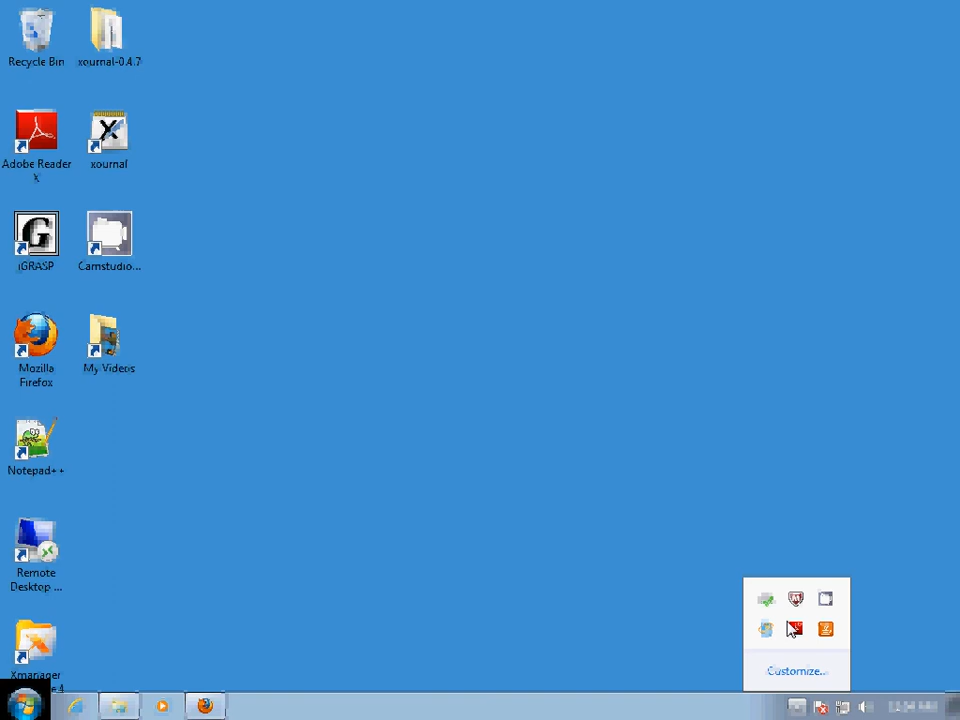 Recycle Bin
xournal-0.4.7
Adobe Reader
X
xournal
jGRASP
Camstudio...
Mozilla
Firefox
My Videos
Notepad++
Remote
Desktop ...
Xmanager
Customize...